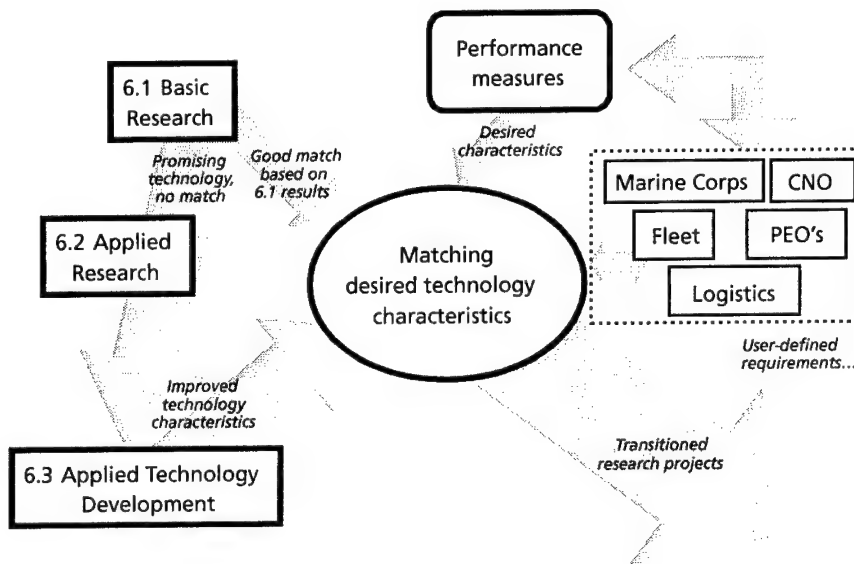 Performance
measures
6.1 Basic
Research
Promising
technology,
no match
Good match
based on
6.1 results
Desired
characteristics
Marine Corps
CNO
Fleet
PEO's
Logistics
6.2 Applied
Research
Matching
desired technology
characteristics
User-defined
requirements...
Improved
technology
characteristics
Transitioned
research projects
6.3 Applied Technology
Development